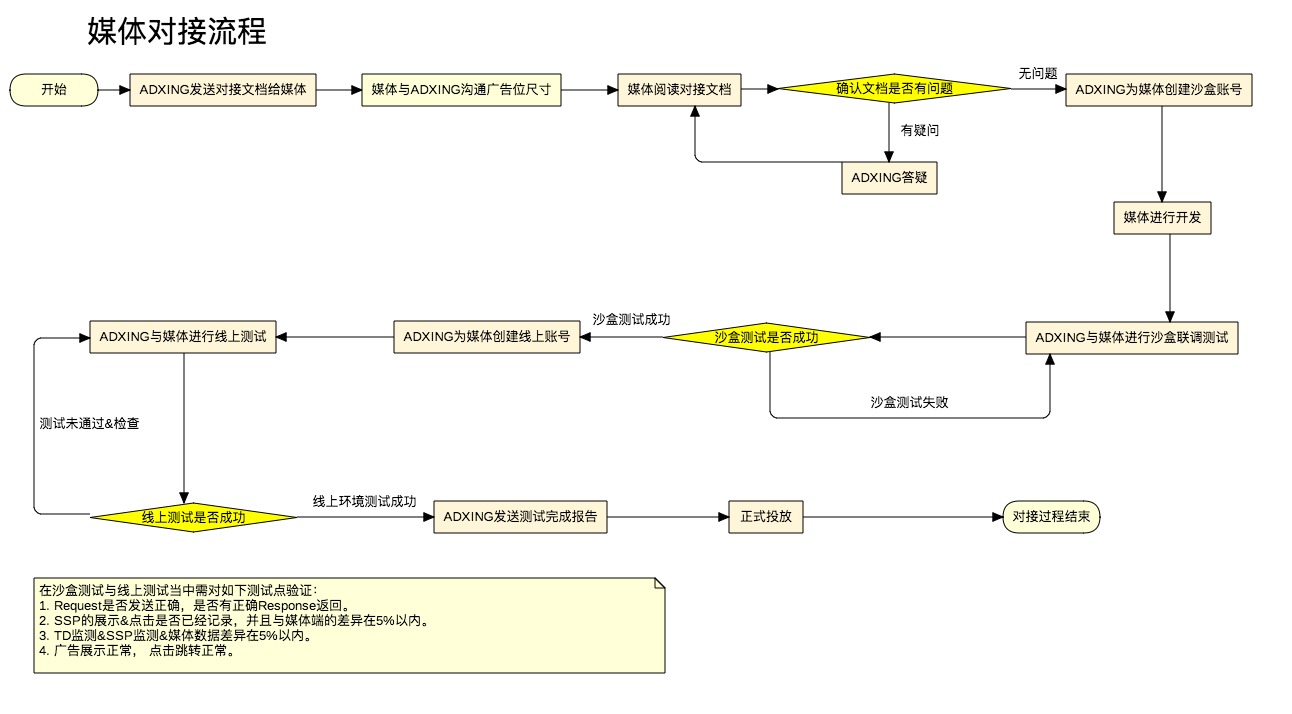 媒体对接流程
开始
ADXING发送对接文档给媒体
媒体与ADXING沟通广告位尺寸
媒体阅读对接文档
确认文档是否有问题
无问题
ADXING为媒体创建沙盒账号
有疑问
ADXING答疑
媒体进行开发
ADXING与媒体进行沙盒联调测试
沙盒测试是否成功
沙盒测试失败
沙盒测试成功
ADXING为媒体创建线上账号
ADXING与媒体进行线上测试
测试未通过&检查
线上测试是否成功
线上环境测试成功
ADXING发送测试完成报告
正式投放
对接过程结束
在沙盒测试与线上测试当中需对如下测试点验证：
1. Request是否发送正确，是否有正确Response返回。
2. SSP的展示&点击是否已经记录，并且与媒体端的差异在5%以内。
3. TD监测&SSP监测&媒体数据差异在5%以内。
4. 广告展示正常， 点击跳转正常。